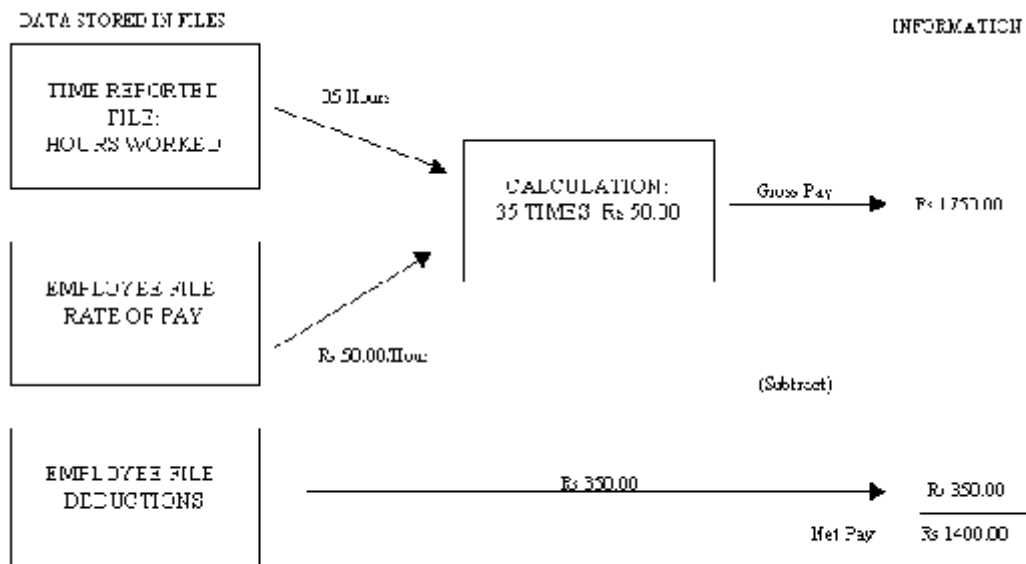 DATA STORED IN FILES
INFORMATION
TIME REPORTED
FILE:
HOURS WORKED
35 Hours
CALCULATION:
35 TIMES Rs 50.00
Gross Pay
Rs 1750.00
EMPLOYEE FILE
RATE OF PAY
Rs 50.00/Hour
(Subtract)
EMPLOYEE FILE
DEDUCTIONS
Rs 350.00
Rs 350.00
Net Pay
Rs 1400.00